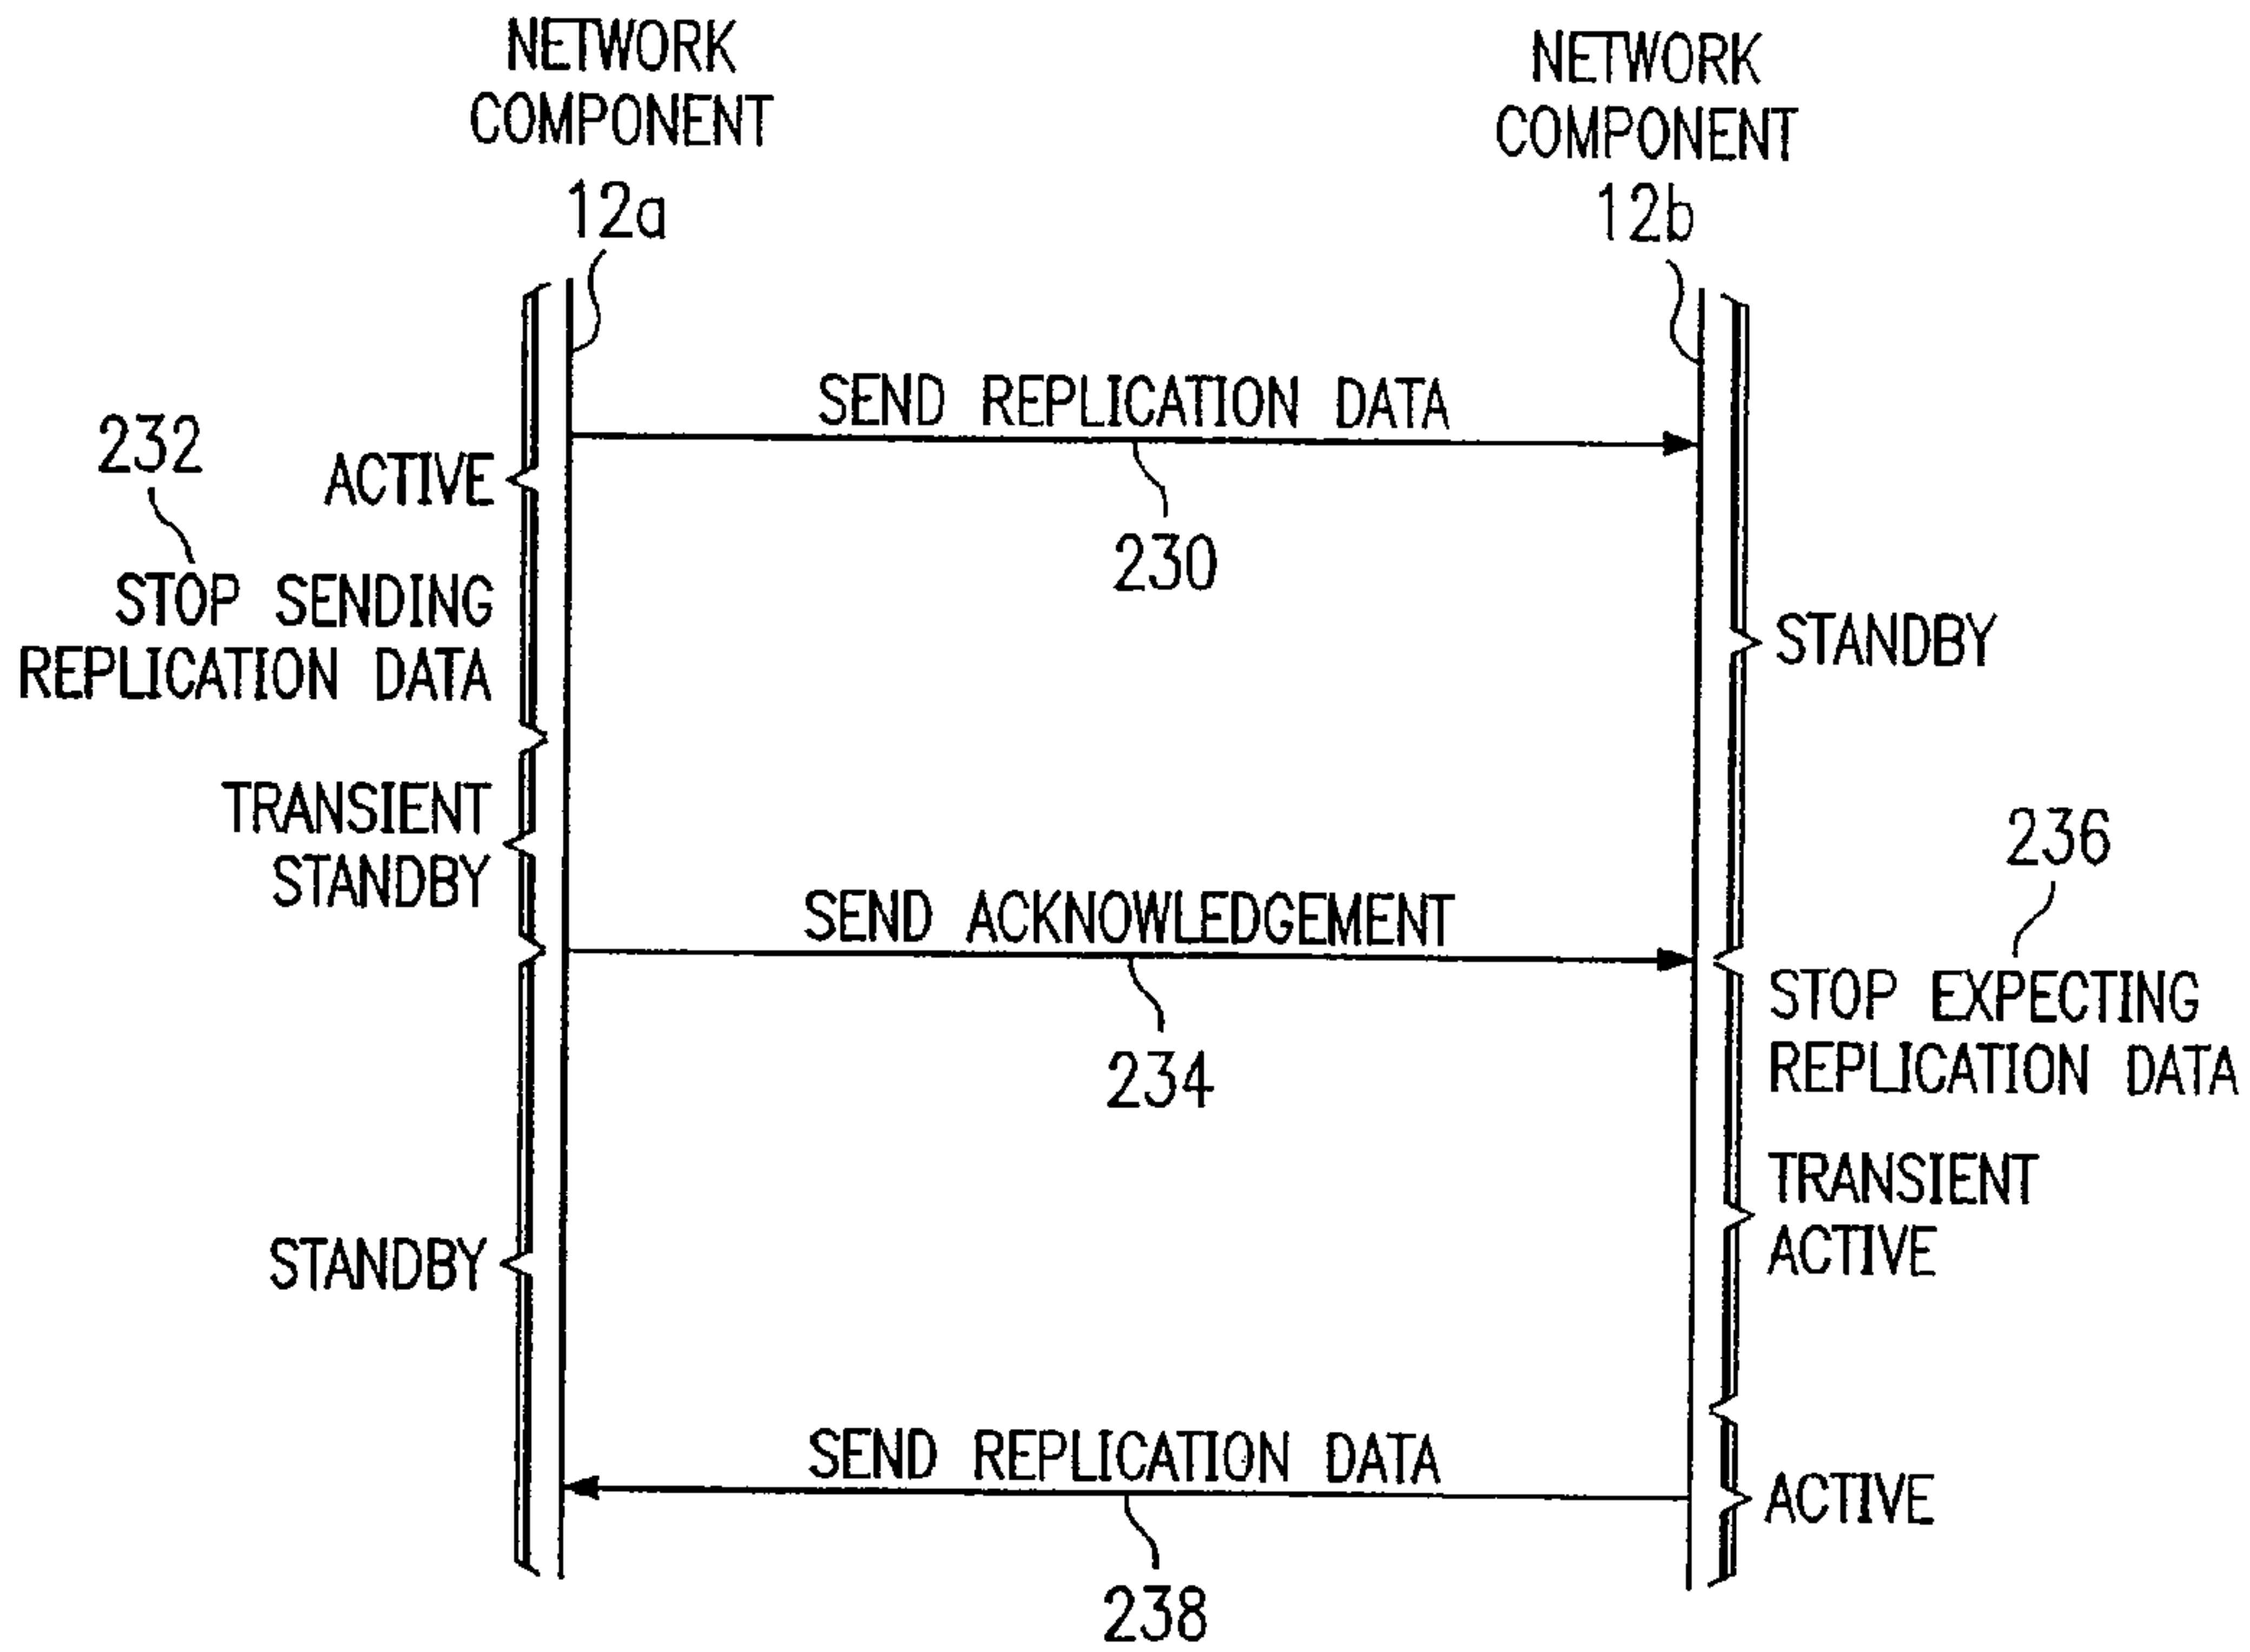 NETWORK
COMPONENT
12a
NETWORK
COMPONENT
12b
SEND REPLICATION DATA
232
ACTIVE
230
STOP SENDING
REPLICATION DATA
STANDBY
TRANSIENT
STANDBY
236
SEND ACKNOWLEDGEMENT
STOP EXPECTING
REPLICATION DATA
234
TRANSIENT
ACTIVE
STANDBY
SEND REPLICATION DATA
ACTIVE
238